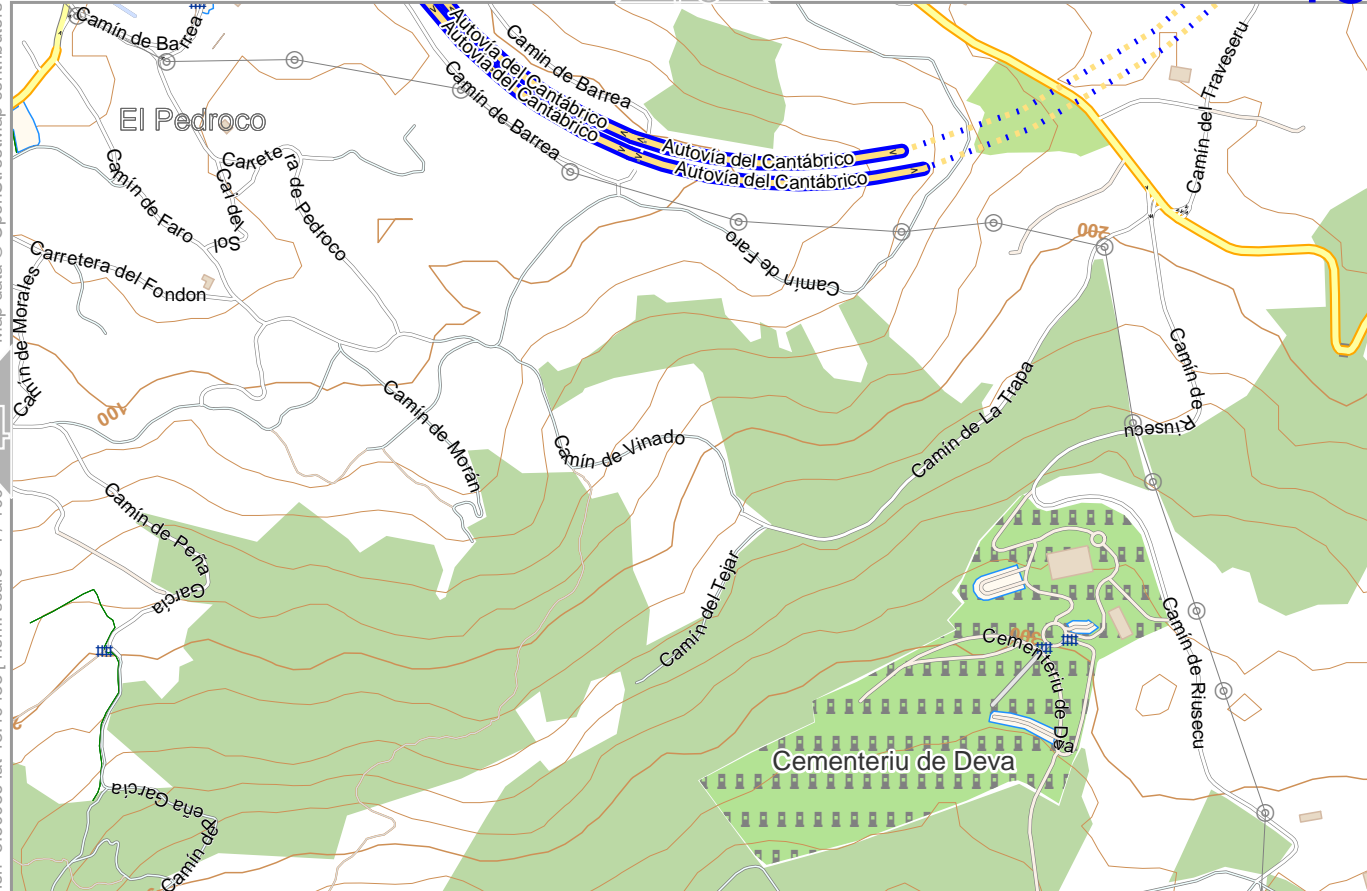 Camín de Barrea
El Pedroco
Autovía del Cantábrico
Autovía del Cantábrico
Camín de Barrea
Camín de Barrea
Autovía del Cantábrico
Autovía del Cantábrico
Camín del Traveseru
Carretera de Pedroco
Caí del Sol
Camín de Faro
Camín de Faro
200
Carretera del Fondon
Camín de Morales
100
Camín de Morán
Camín de Vinado
Camín de La Trapa
Camín de Riusecu
Camín de Peña García
Camín del Tejar
300
Cementeriu de Deva
Camín de Riusecu
Cementeriu de Deva
Camín de Peña García